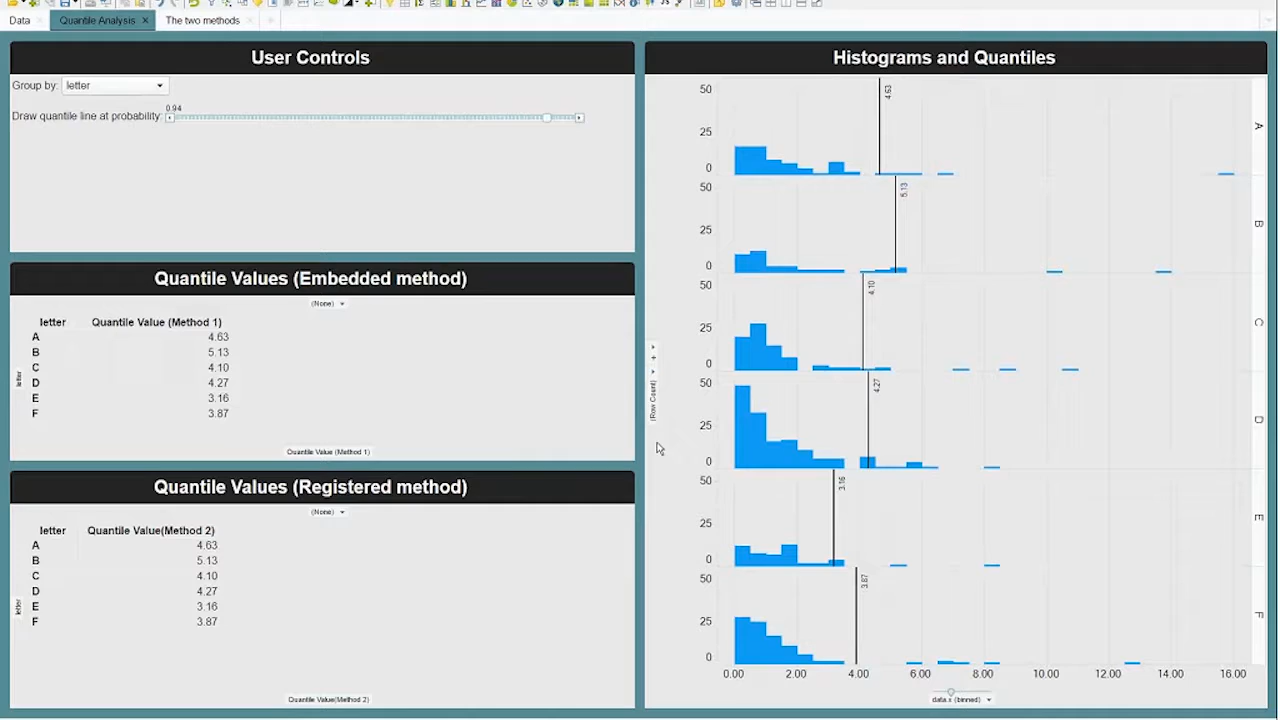 Data
Quantile Analysis
The two methods
User Controls
Group by: letter
0.94
Draw quantile line at probability:
Quantile Values (Embedded method)
(None)
letter Quantile Value (Method 1)
A 4.63
B 5.13
C 4.10
D 4.27
E 3.16
F 3.87
letter
Quantile Value (Method 1)
Quantile Values (Registered method)
(None)
letter Quantile Value(Method 2)
A 4.63
B 5.13
C 4.10
D 4.27
E 3.16
F 3.87
letter
Quantile Value(Method 2)
Histograms and Quantiles
(Row Count)
50
25
0
4.63
A
50
25
0
5.13
B
50
25
0
4.10
C
50
25
0
4.27
D
50
25
0
3.16
E
50
25
0
3.87
F
0.00 2.00 4.00 6.00 8.00 10.00 12.00 14.00 16.00
data.x (binned)